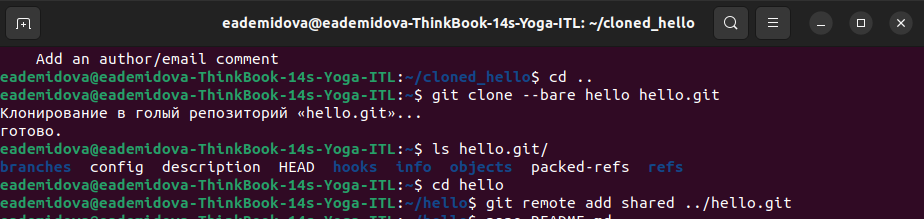 eademidova@eademidova-ThinkBook-14s-Yoga-ITL: ~/cloned_hello
Add an author/email comment
eademidova@eademidova-ThinkBook-14s-Yoga-ITL:~/cloned_hello$ cd ..
eademidova@eademidova-ThinkBook-14s-Yoga-ITL:~$ git clone --bare hello hello.git
Клонирование в голый репозиторий «hello.git»...
готово.
eademidova@eademidova-ThinkBook-14s-Yoga-ITL:~$ ls hello.git/
branches config description HEAD hooks info objects packed-refs refs
eademidova@eademidova-ThinkBook-14s-Yoga-ITL:~$ cd hello
eademidova@eademidova-ThinkBook-14s-Yoga-ITL:~/hello$ git remote add shared ../hello.git